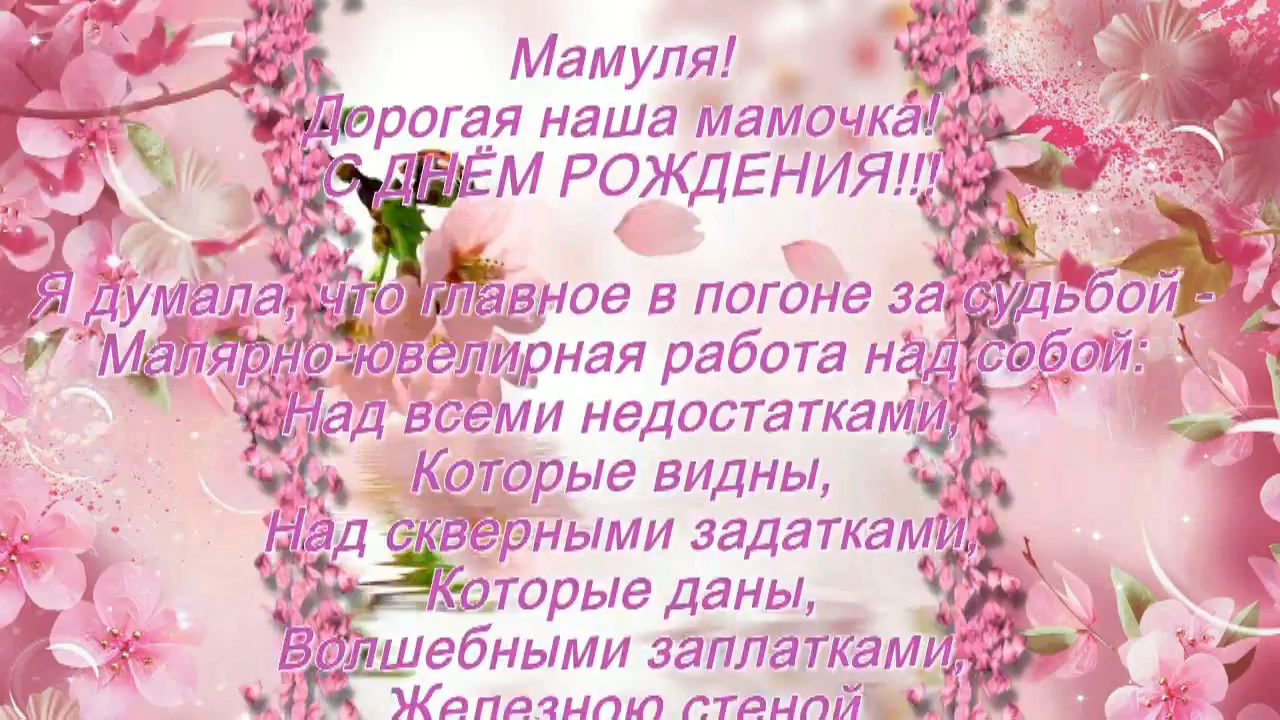 Мамуля!
Дорогая наша мамочка!
С ДНЁМ РОЖДЕНИЯ!!!
Я думала, что главное в погоне за судьбой -
Малярно-ювелирная работа над собой:
Над всеми недостатками,
Которые видны,
Над скверными задатками,
Которые даны,
Волшебными заплатками,
Железною стеной